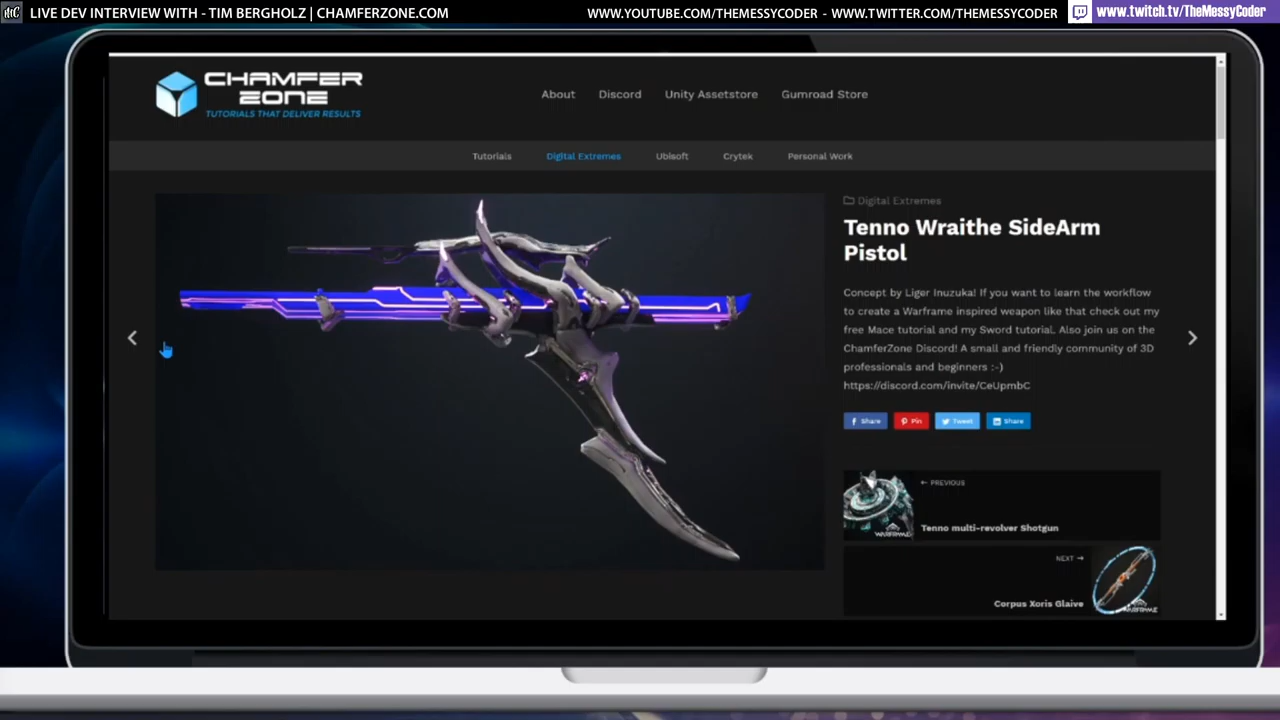 LIVE DEV INTERVIEW WITH - TIM BERGHOLZ | CHAMFERZONE.COM
WWW.YOUTUBE.COM/THEMESSYCODER - WWW.TWITTER.COM/THEMESSYCODER
www.twitch.tv/TheMessyCoder
CHAMFER
ZONE
TUTORIALS THAT DELIVER RESULTS
About
Discord
Unity Assetstore
Gumroad Store
Tutorials
Digital Extremes
Ubisoft
Crytek
Personal Work
Digital Extremes
Tenno Wraithe SideArm
Pistol
Concept by Liger Inuzuka! If you want to learn the workflow
to create a Warframe inspired weapon like that check out my
free Mace tutorial and my Sword tutorial. Also join us on the
ChamferZone Discord! A small and friendly community of 3D
professionals and beginners :-)
https://discord.com/invite/CeUpmbC
Share
Pin
Tweet
Share
← PREVIOUS
Tenno multi-revolver Shotgun
WARFRAME
NEXT →
Corpus Xoris Glaive
WARFRAME